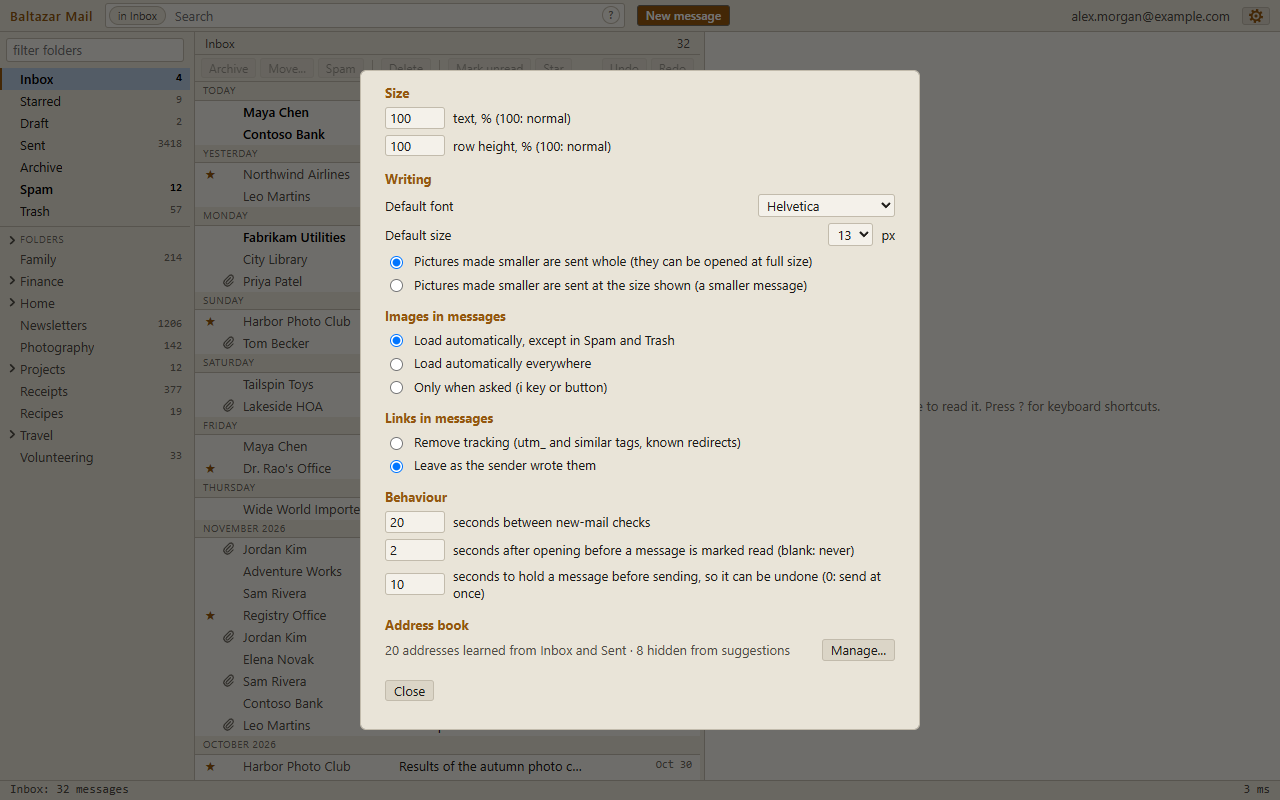 Baltazar Mail
in Inbox
Search
?
New message
alex.morgan@example.com
filter folders
Inbox 4
Starred 9
Draft 2
Sent 3418
Archive
Spam 12
Trash 57
FOLDERS
Family 214
Finance
Home
Newsletters 1206
Photography 142
Projects 12
Receipts 377
Recipes 19
Travel
Volunteering 33
Inbox 32
Archive Move... Spam Delete Mark unread Star Undo Redo
TODAY
Maya Chen
Contoso Bank
YESTERDAY
Northwind Airlines
Leo Martins
MONDAY
Fabrikam Utilities
City Library
Priya Patel
SUNDAY
Harbor Photo Club
Tom Becker
SATURDAY
Tailspin Toys
Lakeside HOA
FRIDAY
Maya Chen
Dr. Rao's Office
THURSDAY
Wide World Importe
NOVEMBER 2026
Jordan Kim
Adventure Works
Sam Rivera
Registry Office
Jordan Kim
Elena Novak
Sam Rivera
Contoso Bank
Leo Martins
OCTOBER 2026
Harbor Photo Club Results of the autumn photo c... Oct 30
Size
100 text, % (100: normal)
100 row height, % (100: normal)
Writing
Default font Helvetica
Default size 13 px
Pictures made smaller are sent whole (they can be opened at full size)
Pictures made smaller are sent at the size shown (a smaller message)
Images in messages
Load automatically, except in Spam and Trash
Load automatically everywhere
Only when asked (i key or button)
Links in messages
Remove tracking (utm_ and similar tags, known redirects)
Leave as the sender wrote them
Behaviour
20 seconds between new-mail checks
2 seconds after opening before a message is marked read (blank: never)
10 seconds to hold a message before sending, so it can be undone (0: send at
once)
Address book
20 addresses learned from Inbox and Sent · 8 hidden from suggestions Manage...
Close
e to read it. Press ? for keyboard shortcuts.
Inbox: 32 messages
3 ms